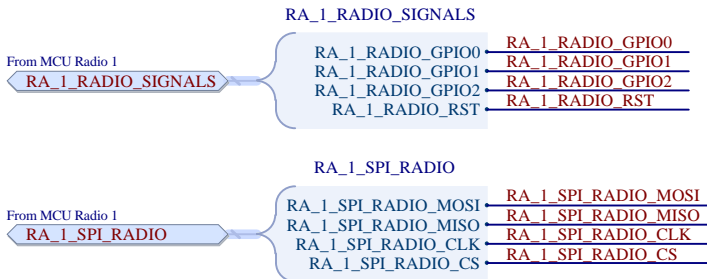 RA_1_RADIO_SIGNALS
From MCU Radio 1
RA_1_RADIO_SIGNALS
RA_1_RADIO_GPIO0 RA_1_RADIO_GPIO0
RA_1_RADIO_GPIO1 RA_1_RADIO_GPIO1
RA_1_RADIO_GPIO2 RA_1_RADIO_GPIO2
RA_1_RADIO_RST RA_1_RADIO_RST
RA_1_SPI_RADIO
From MCU Radio 1
RA_1_SPI_RADIO
RA_1_SPI_RADIO_MOSI RA_1_SPI_RADIO_MOSI
RA_1_SPI_RADIO_MISO RA_1_SPI_RADIO_MISO
RA_1_SPI_RADIO_CLK RA_1_SPI_RADIO_CLK
RA_1_SPI_RADIO_CS RA_1_SPI_RADIO_CS